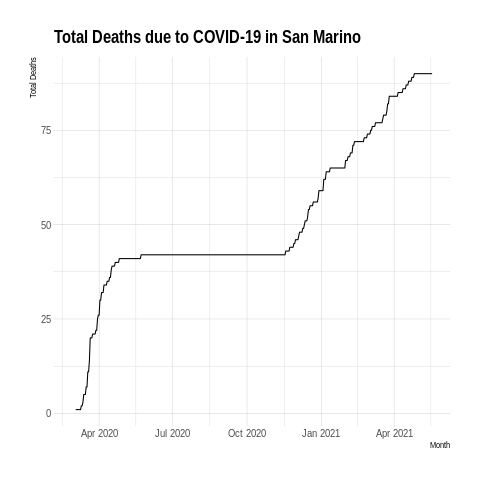 Total Deaths due to COVID-19 in San Marino
Total Deaths
75
50
25
0
Apr 2020 Jul 2020 Oct 2020 Jan 2021 Apr 2021
Month